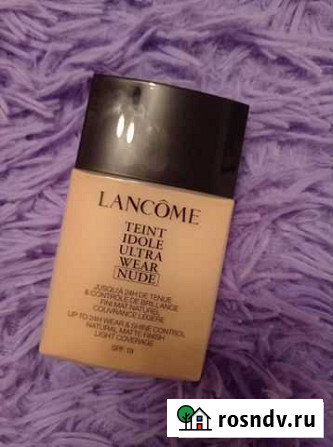 LANCÔME
TEINT
IDOLE
ULTRA
WEAR
NUDE
JUSQU'À 24H DE TENUE
& CONTRÔLE DE BRILLANCE
FINI MAT NATUREL
COUVRANCE LÉGÈRE
UP TO 24H WEAR & SHINE CONTROL
NATURAL MATTE FINISH
LIGHT COVERAGE
SPF 19
rosndv.ru